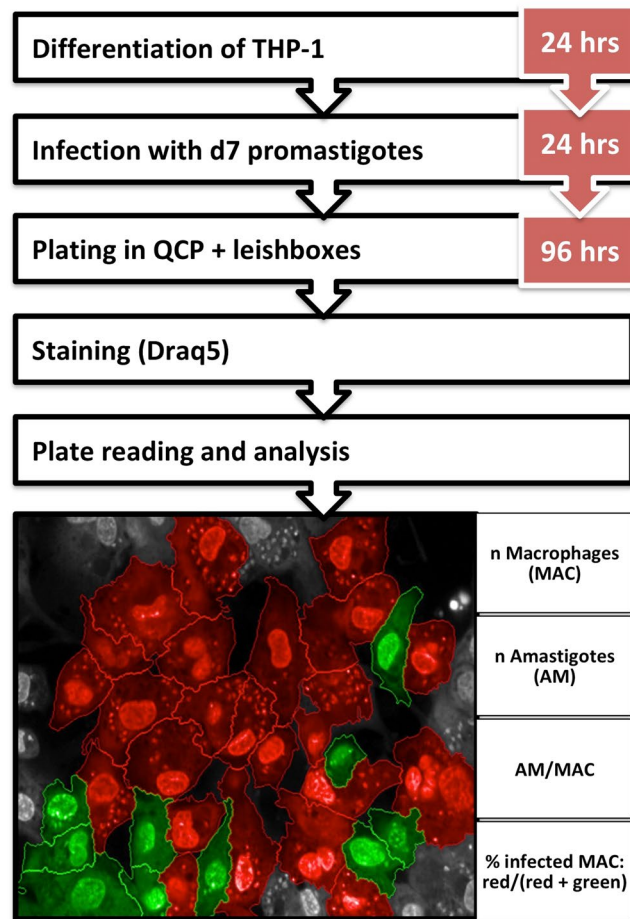 Differentiation of THP-1
24 hrs
Infection with d7 promastigotes
24 hrs
Plating in QCP + leishboxes
96 hrs
Staining (Draq5)
Plate reading and analysis
n Macrophages
(MAC)
n Amastigotes
(AM)
AM/MAC
% infected MAC:
red/(red + green)